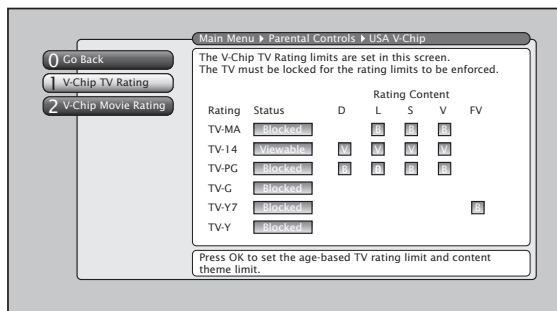 Main Menu ▸ Parental Controls ▸ USA V-Chip
0 Go Back
1 V-Chip TV Rating
2 V-Chip Movie Rating
The V-Chip TV Rating limits are set in this screen.
The TV must be locked for the rating limits to be enforced.
Rating Content
Rating Status D L S V FV
TV-MA Blocked B B B
TV-14 Viewable V V V V
TV-PG Blocked B B B
TV-G Blocked
TV-Y7 Blocked B
TV-Y Blocked
Press OK to set the age-based TV rating limit and content
theme limit.